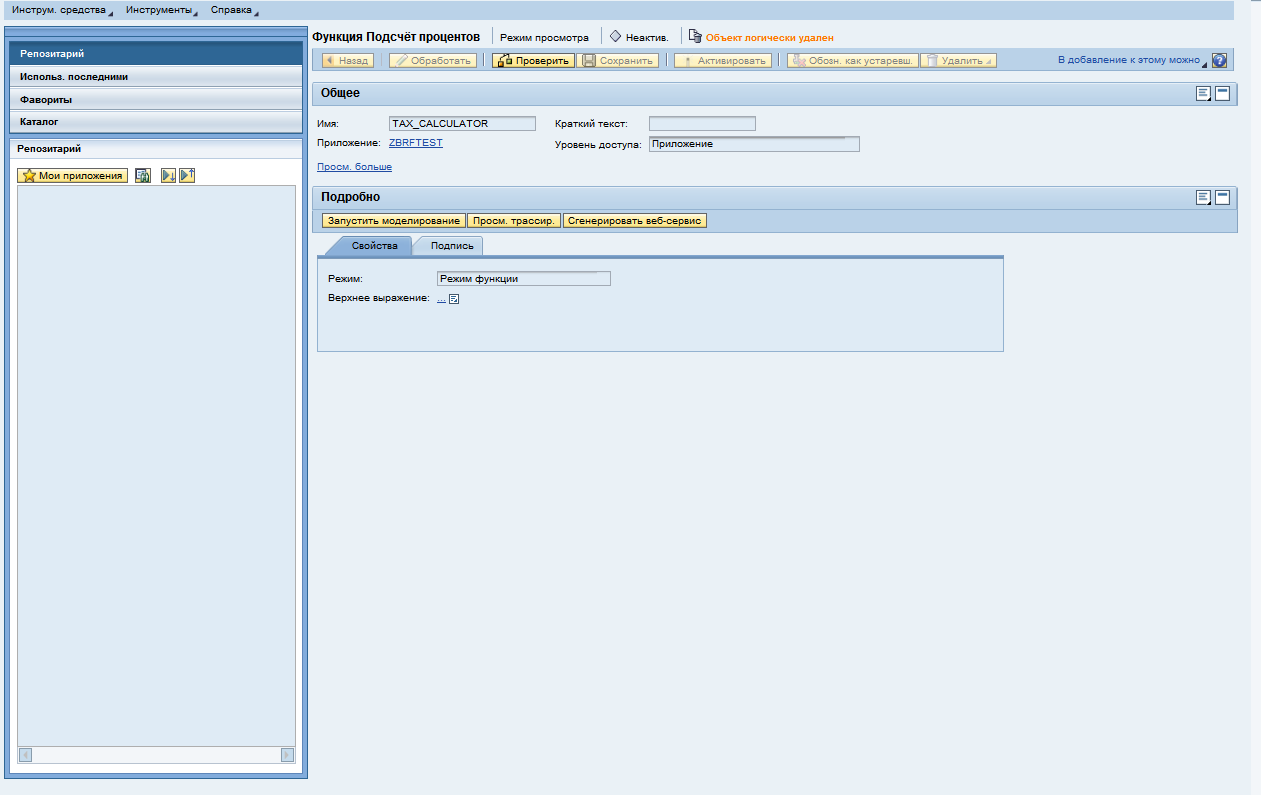 Инструм. средства Инструменты Справка
Репозитарий
Использ. последними
Фавориты
Каталог
Репозитарий
Мои приложения
Функция Подсчёт процентов Режим просмотра Неактив. Объект логически удален
Назад Обработать Проверить Сохранить Активировать Обозн. как устаревш. Удалить В добавление к этому можно
Общее
Имя: TAX_CALCULATOR Краткий текст:
Приложение: ZBRFTEST Уровень доступа: Приложение
Просм. больше
Подробно
Запустить моделирование Просм. трассир. Сгенерировать веб-сервис
Свойства Подпись
Режим: Режим функции
Верхнее выражение: ...